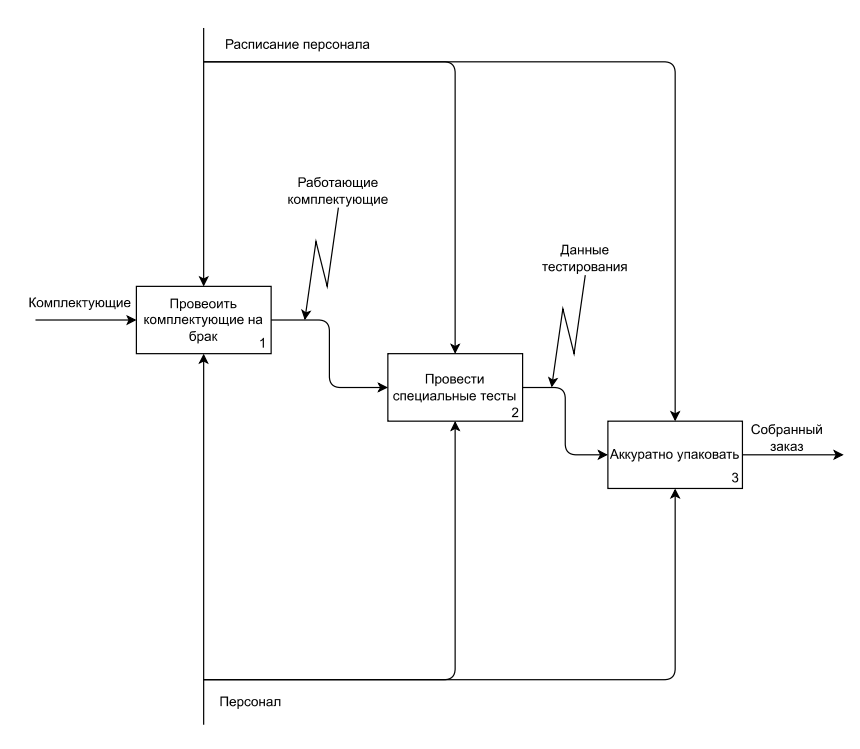 Расписание персонала
Работающие
комплектующие
Данные
тестирования
Комплектующие
Провеоить
комплектующие на
брак
1
Провести
специальные тесты
2
Собранный
заказ
Аккуратно упаковать
3
Персонал